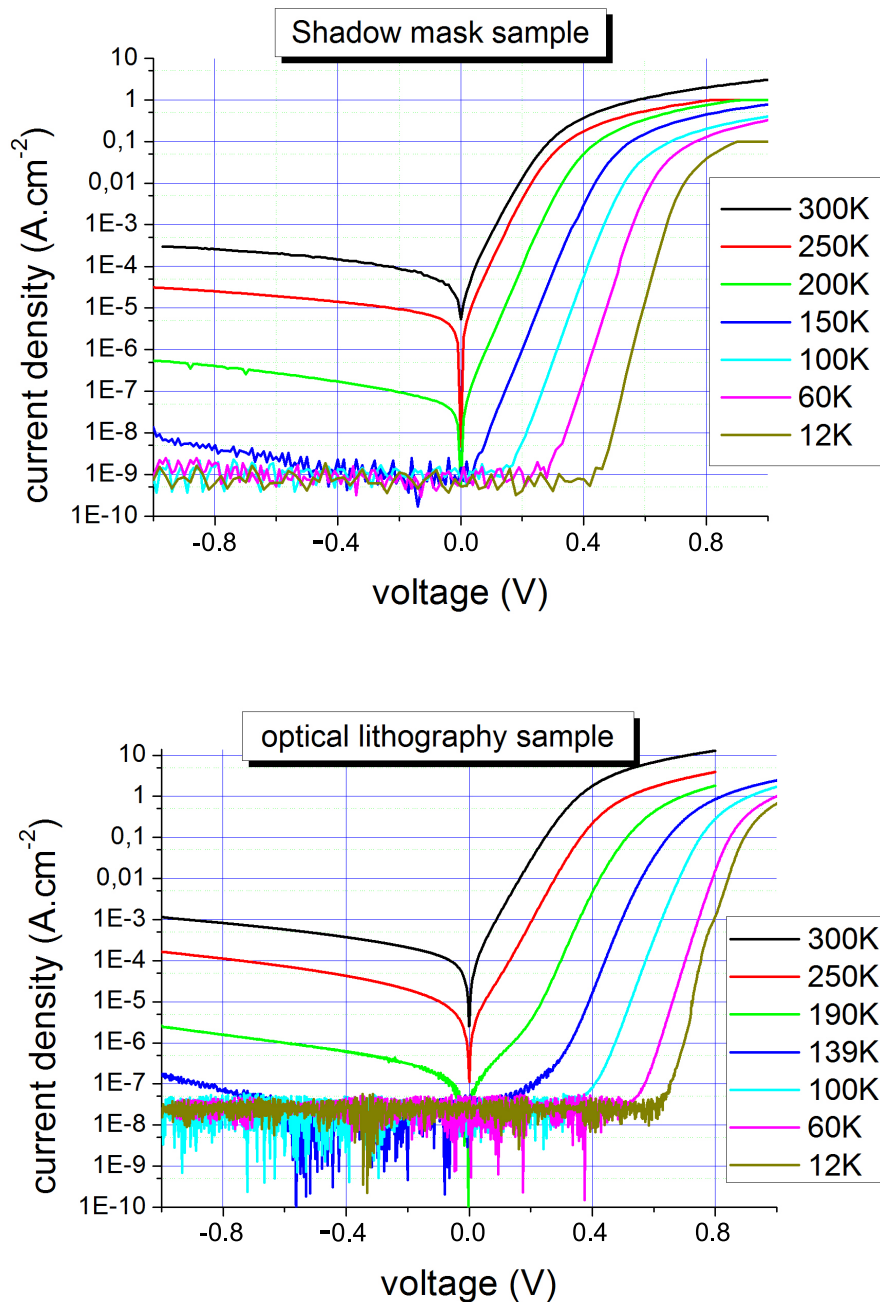 Shadow mask sample
10
1
0,1
0,01
1E-3
1E-4
1E-5
1E-6
1E-7
1E-8
1E-9
1E-10
current density (A.cm-2)
-0.8
-0.4
0.0
0.4
0.8
voltage (V)
300K
250K
200K
150K
100K
60K
12K
optical lithography sample
10
1
0,1
0,01
1E-3
1E-4
1E-5
1E-6
1E-7
1E-8
1E-9
1E-10
current density (A.cm-2)
-0.8
-0.4
0.0
0.4
0.8
voltage (V)
300K
250K
190K
139K
100K
60K
12K